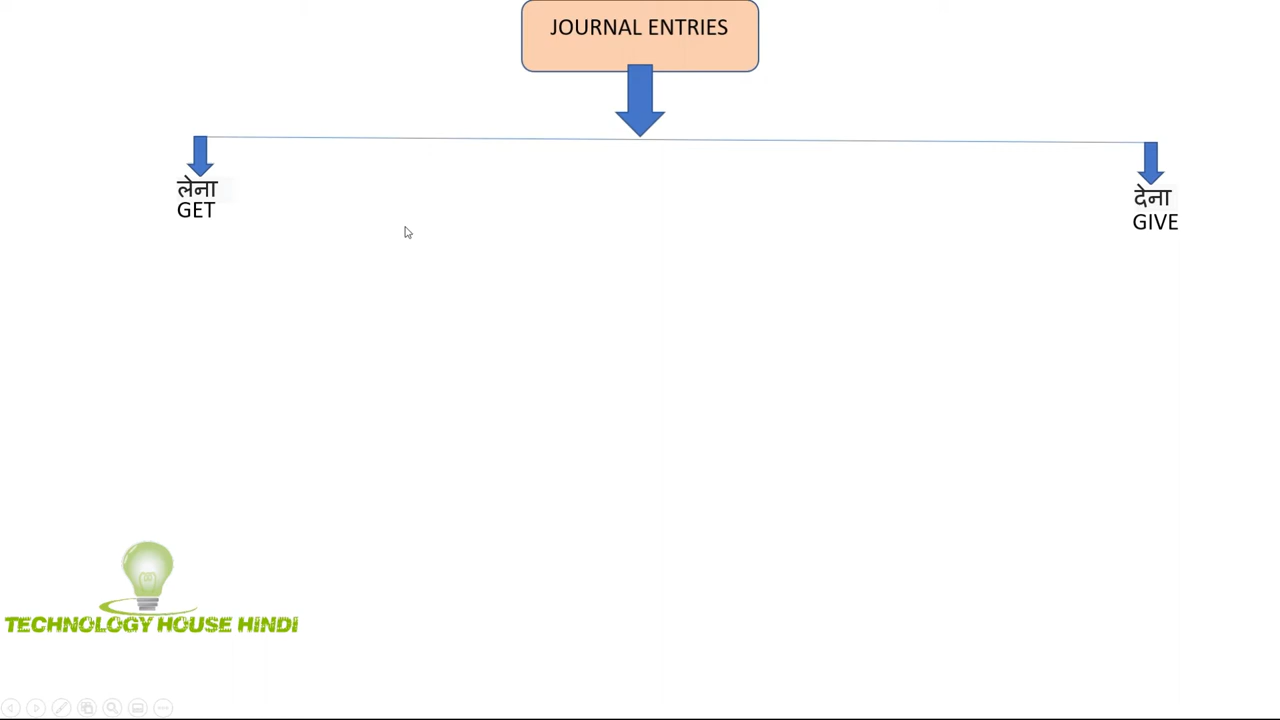 JOURNAL ENTRIES
लेना
GET
देना
GIVE
TECHNOLOGY HOUSE HINDI